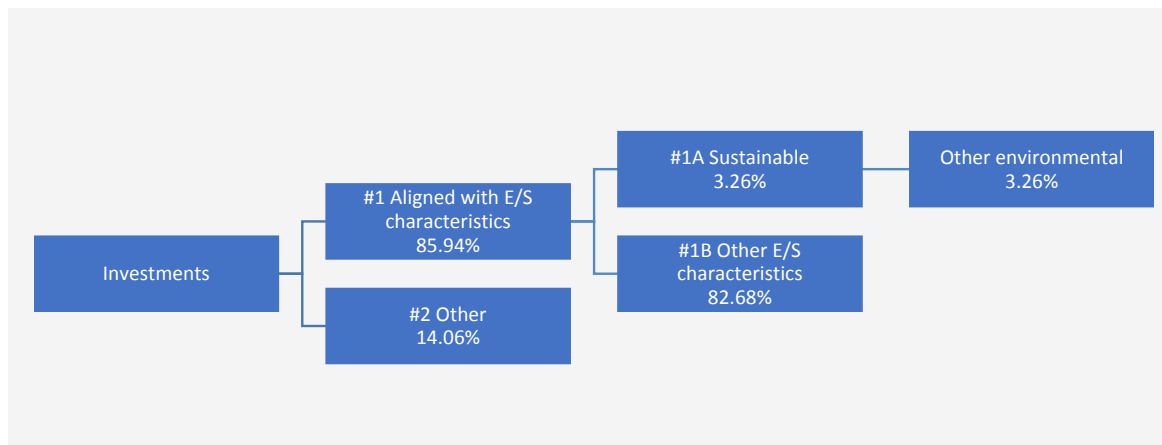 Investments
#1 Aligned with E/S
characteristics
85.94%
#2 Other
14.06%
#1A Sustainable
3.26%
#1B Other E/S
characteristics
82.68%
Other environmental
3.26%